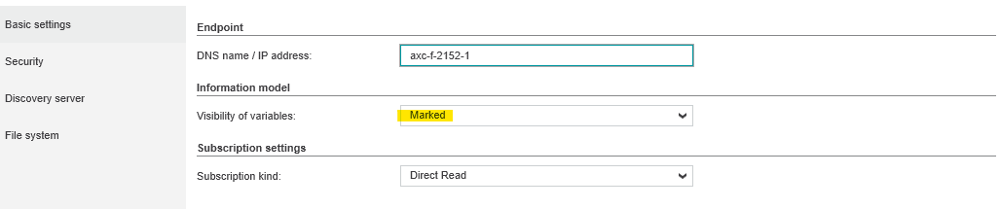 Basic settings
Security
Discovery server
File system
Endpoint
DNS name / IP address: axc-f-2152-1
Information model
Visibility of variables: Marked
Subscription settings
Subscription kind: Direct Read